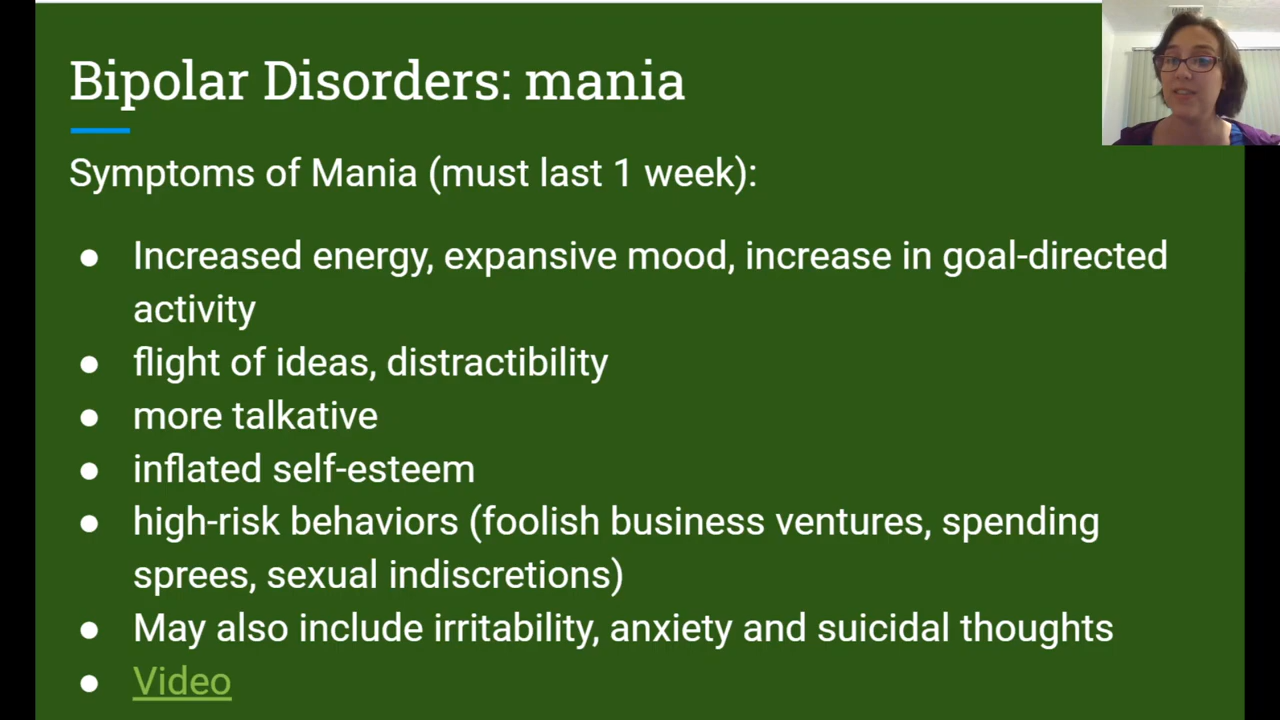 Bipolar Disorders: mania
Symptoms of Mania (must last 1 week):
● Increased energy, expansive mood, increase in goal-directed
activity
● flight of ideas, distractibility
● more talkative
● inflated self-esteem
● high-risk behaviors (foolish business ventures, spending
sprees, sexual indiscretions)
● May also include irritability, anxiety and suicidal thoughts
● Video